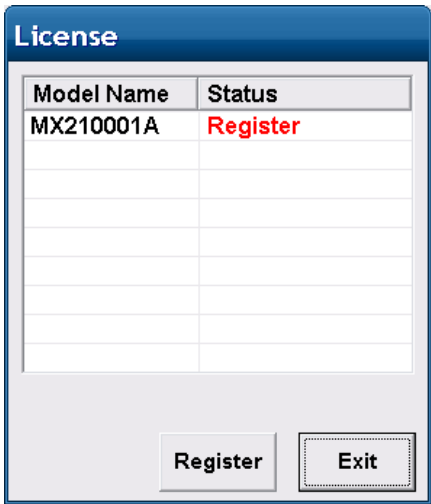 License
Model Name Status
MX210001A Register
Register Exit